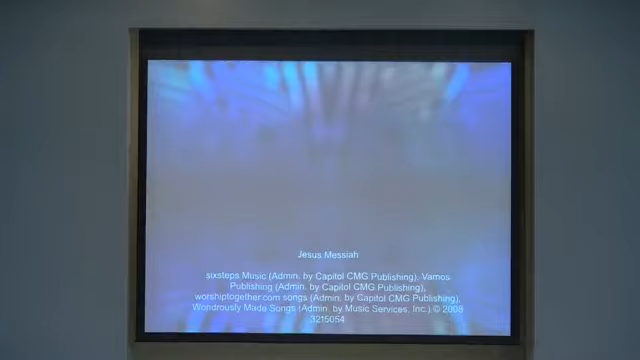 Jesus Messiah
sixsteps Music (Admin. by Capitol CMG Publishing), Vamos
Publishing (Admin. by Capitol CMG Publishing),
worshiptogether.com songs (Admin. by Capitol CMG Publishing),
Wondrously Made Songs (Admin. by Music Services, Inc.) © 2008
3215054